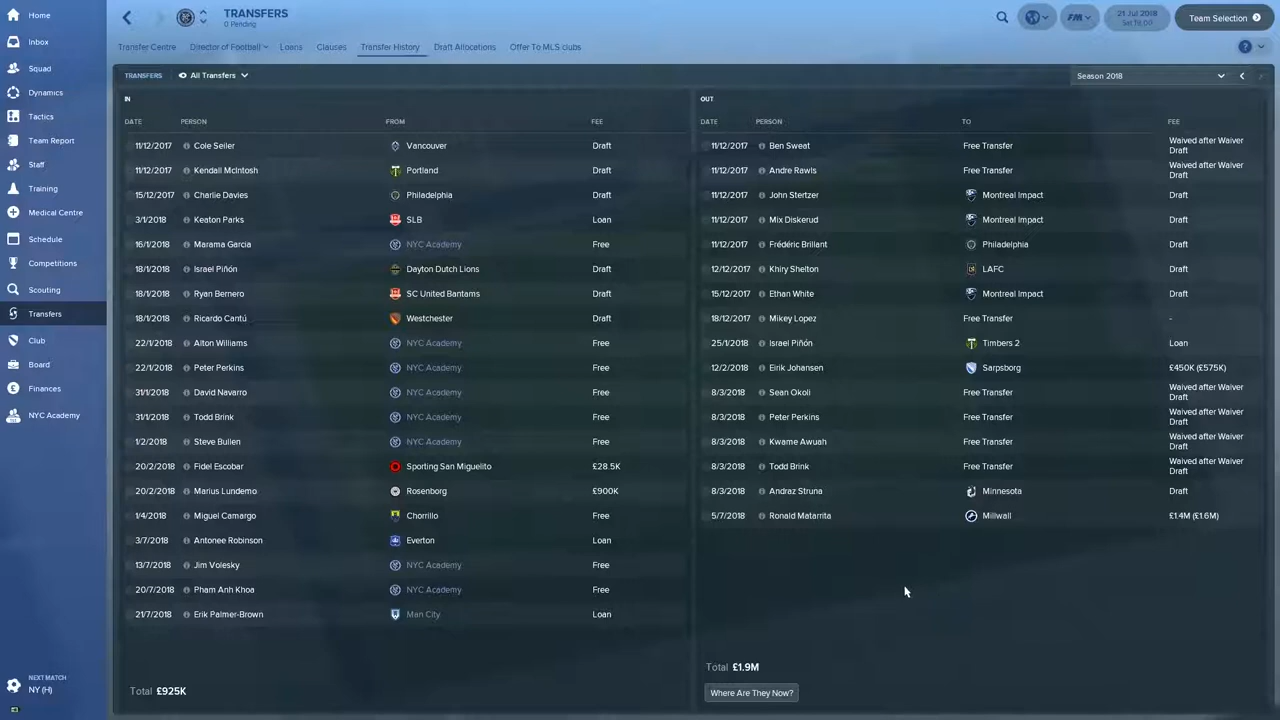 Home
Inbox
Squad
Dynamics
Tactics
Team Report
Staff
Training
Medical Centre
Schedule
Competitions
Scouting
Transfers
Club
Board
Finances
NYC Academy
NEXT MATCH
NY (H)
TRANSFERS
0 Pending
FM
21 Jul 2018
Team Selection
Transfer Centre Director of Football Loans Clauses Transfer History Draft Allocations Offer To MLS clubs
TRANSFERS All Transfers Season 2018
IN
DATE PERSON FROM FEE
11/12/2017 Cole Seiler Vancouver Draft
11/12/2017 Kendall McIntosh Portland Draft
15/12/2017 Charlie Davies Philadelphia Draft
3/1/2018 Keaton Parks SLB Loan
16/1/2018 Marama Garcia NYC Academy Free
18/1/2018 Israel Piñón Dayton Dutch Lions Draft
18/1/2018 Ryan Bernero SC United Bantams Draft
18/1/2018 Ricardo Cantú Westchester Draft
22/1/2018 Alton Williams NYC Academy Free
22/1/2018 Peter Perkins NYC Academy Free
31/1/2018 David Navarro NYC Academy Free
31/1/2018 Todd Brink NYC Academy Free
1/2/2018 Steve Bullen NYC Academy Free
20/2/2018 Fidel Escobar Sporting San Miguelito £28.5K
20/2/2018 Marius Lundemo Rosenborg £900K
1/4/2018 Miguel Camargo Chorrillo Free
3/7/2018 Antonee Robinson Everton Loan
13/7/2018 Jim Volesky NYC Academy Free
20/7/2018 Pham Anh Khoa NYC Academy Free
21/7/2018 Erik Palmer-Brown Man City Loan
Total £925K
OUT
DATE PERSON TO FEE
11/12/2017 Ben Sweat Free Transfer Waived after Waiver
Draft
11/12/2017 Andre Rawls Free Transfer Waived after Waiver
Draft
11/12/2017 John Stertzer Montreal Impact Draft
11/12/2017 Mix Diskerud Montreal Impact Draft
11/12/2017 Frédéric Brillant Philadelphia Draft
12/12/2017 Khiry Shelton LAFC Draft
15/12/2017 Ethan White Montreal Impact Draft
18/12/2017 Mikey Lopez Free Transfer -
25/1/2018 Israel Piñón Timbers 2 Loan
12/2/2018 Eirik Johansen Sarpsborg £450K (£575K)
8/3/2018 Sean Okoli Free Transfer Waived after Waiver
Draft
8/3/2018 Peter Perkins Free Transfer Waived after Waiver
Draft
8/3/2018 Kwame Awuah Free Transfer Waived after Waiver
Draft
8/3/2018 Todd Brink Free Transfer Waived after Waiver
Draft
8/3/2018 Andraz Struna Minnesota Draft
5/7/2018 Ronald Matarrita Millwall £1.4M (£1.6M)
Total £1.9M
Where Are They Now?